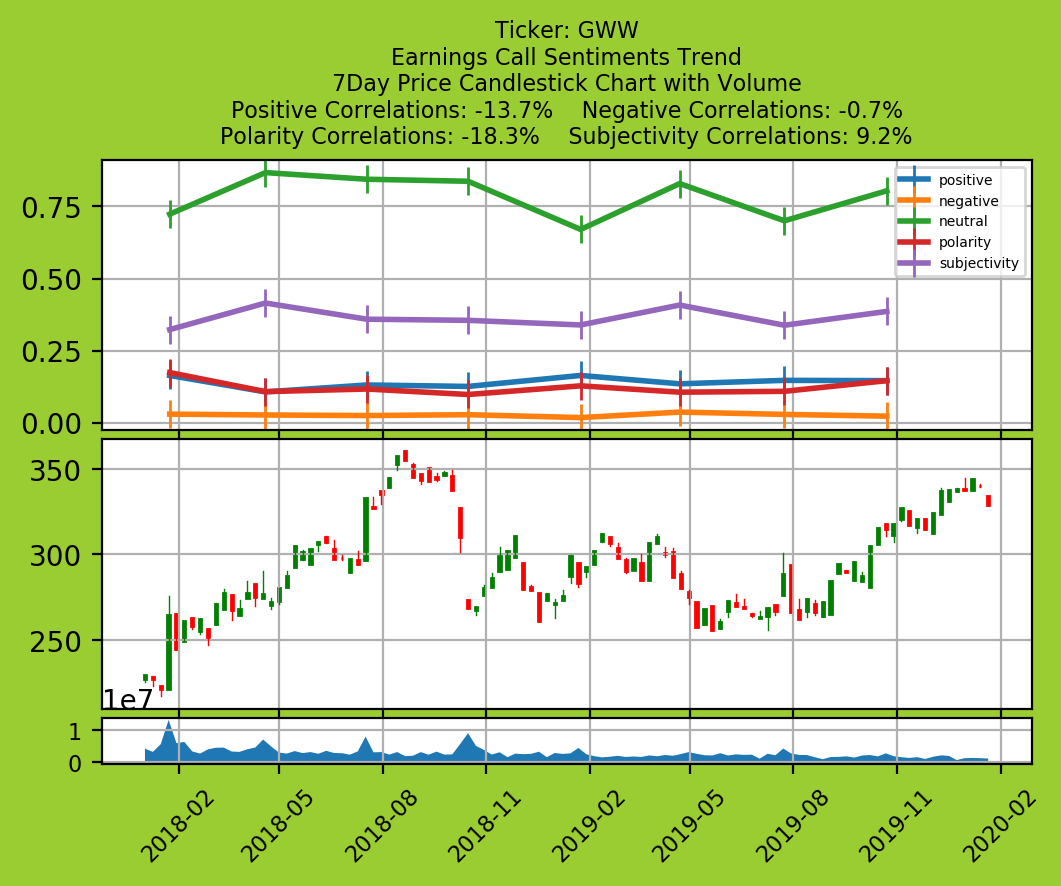 Ticker: GWW
Earnings Call Sentiments Trend
7Day Price Candlestick Chart with Volume
Positive Correlations: -13.7%    Negative Correlations: -0.7%
Polarity Correlations: -18.3%    Subjectivity Correlations: 9.2%
positive
negative
neutral
polarity
subjectivity
0.75
0.50
0.25
0.00
350
300
250
1e7
1
0
2018-02
2018-05
2018-08
2018-11
2019-02
2019-05
2019-08
2019-11
2020-02